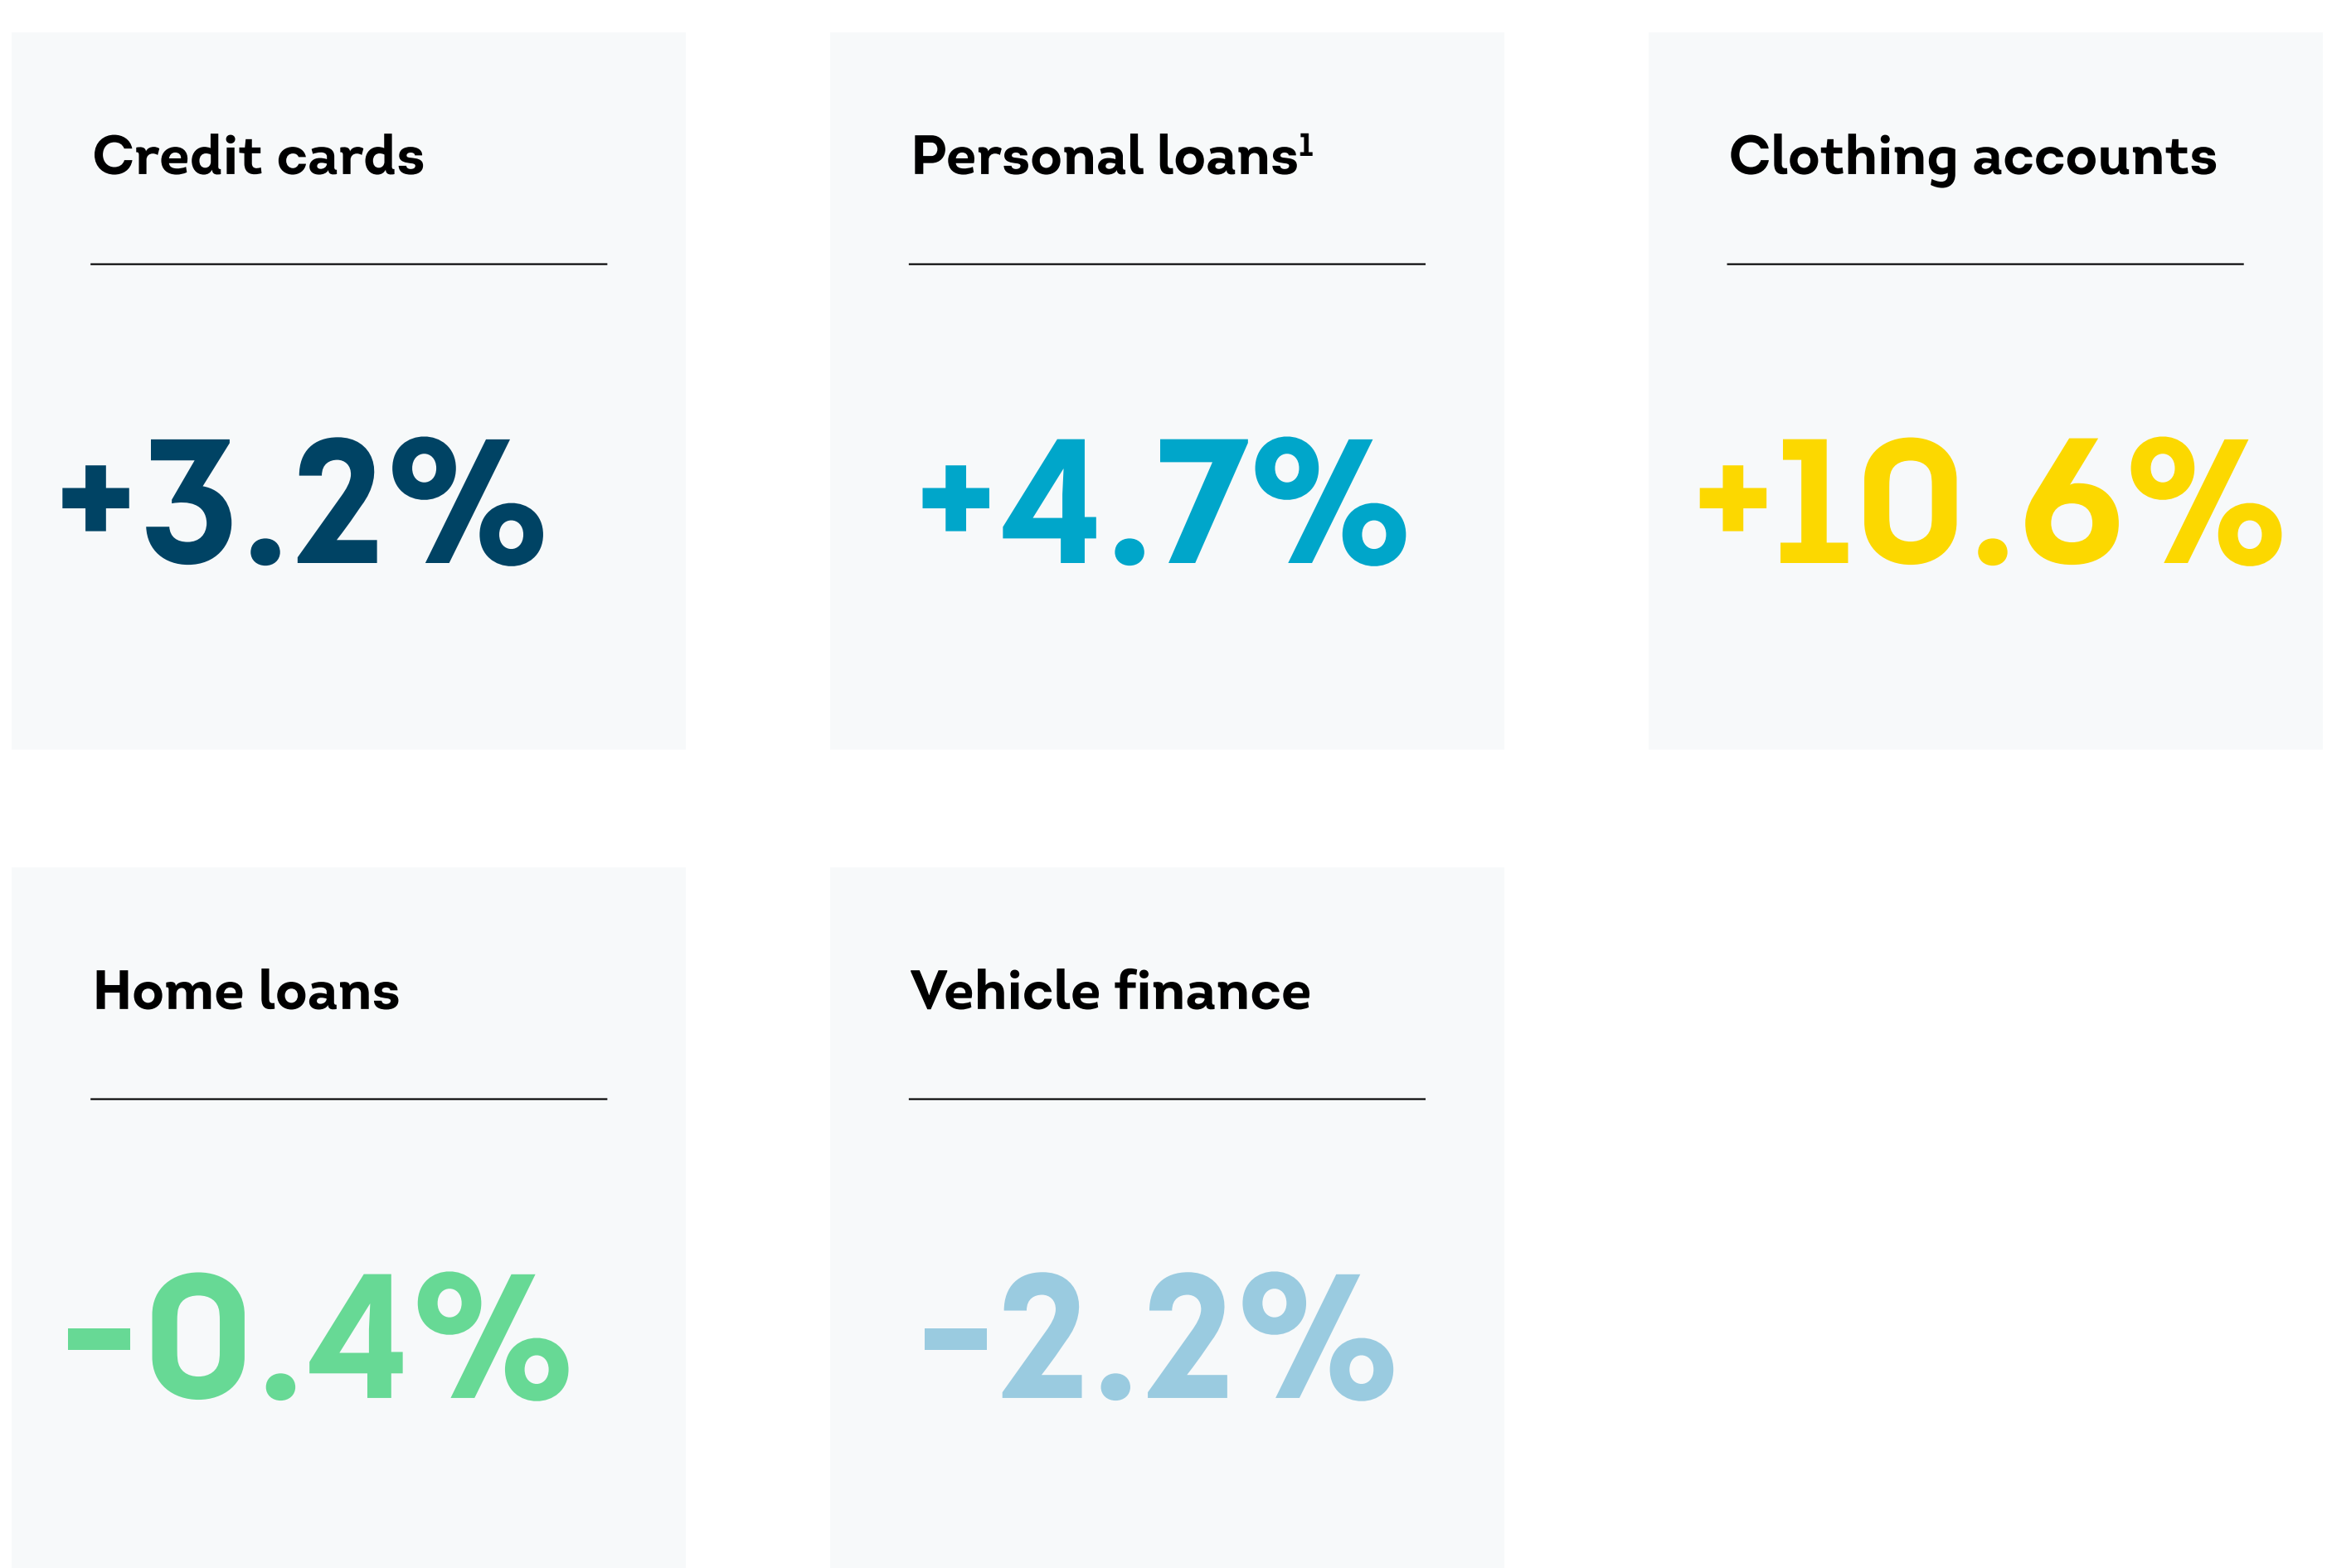 Credit cards
+3.2%
Personal loans¹
+4.7%
Clothing accounts
+10.6%
Home loans
-0.4%
Vehicle finance
-2.2%